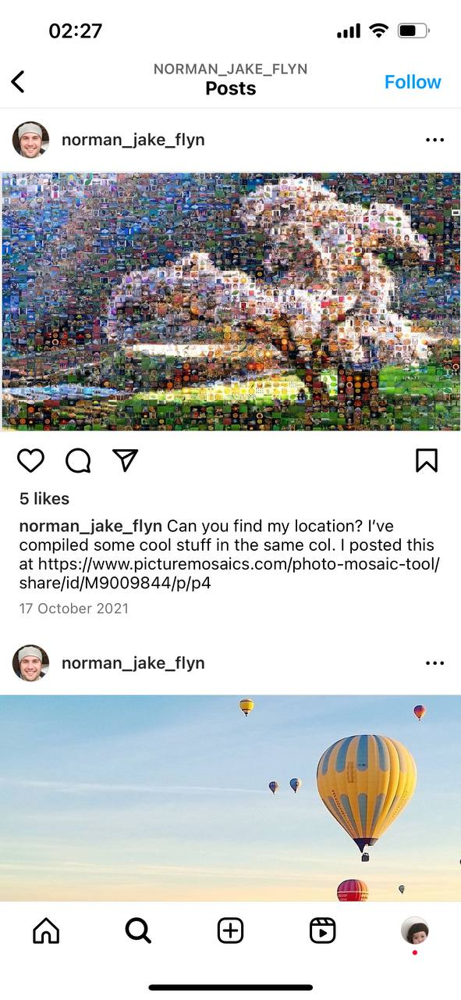 02:27
NORMAN_JAKE_FLYN
Posts
Follow
norman_jake_flyn
5 likes
norman_jake_flyn Can you find my location? I’ve
compiled some cool stuff in the same col. I posted this
at https://www.picturemosaics.com/photo-mosaic-tool/
share/id/M9009844/p/p4
17 October 2021
norman_jake_flyn